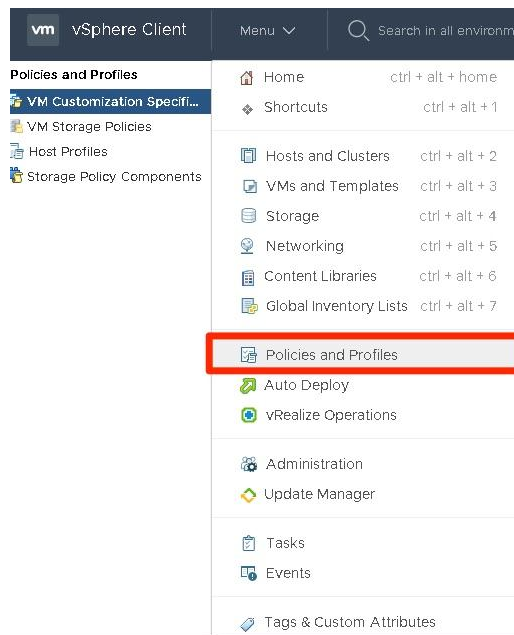 vm vSphere Client Menu Search in all environm
Policies and Profiles
VM Customization Specifi...
VM Storage Policies
Host Profiles
Storage Policy Components
Home ctrl + alt + home
Shortcuts ctrl + alt + 1
Hosts and Clusters ctrl + alt + 2
VMs and Templates ctrl + alt + 3
Storage ctrl + alt + 4
Networking ctrl + alt + 5
Content Libraries ctrl + alt + 6
Global Inventory Lists ctrl + alt + 7
Policies and Profiles
Auto Deploy
vRealize Operations
Administration
Update Manager
Tasks
Events
Tags & Custom Attributes